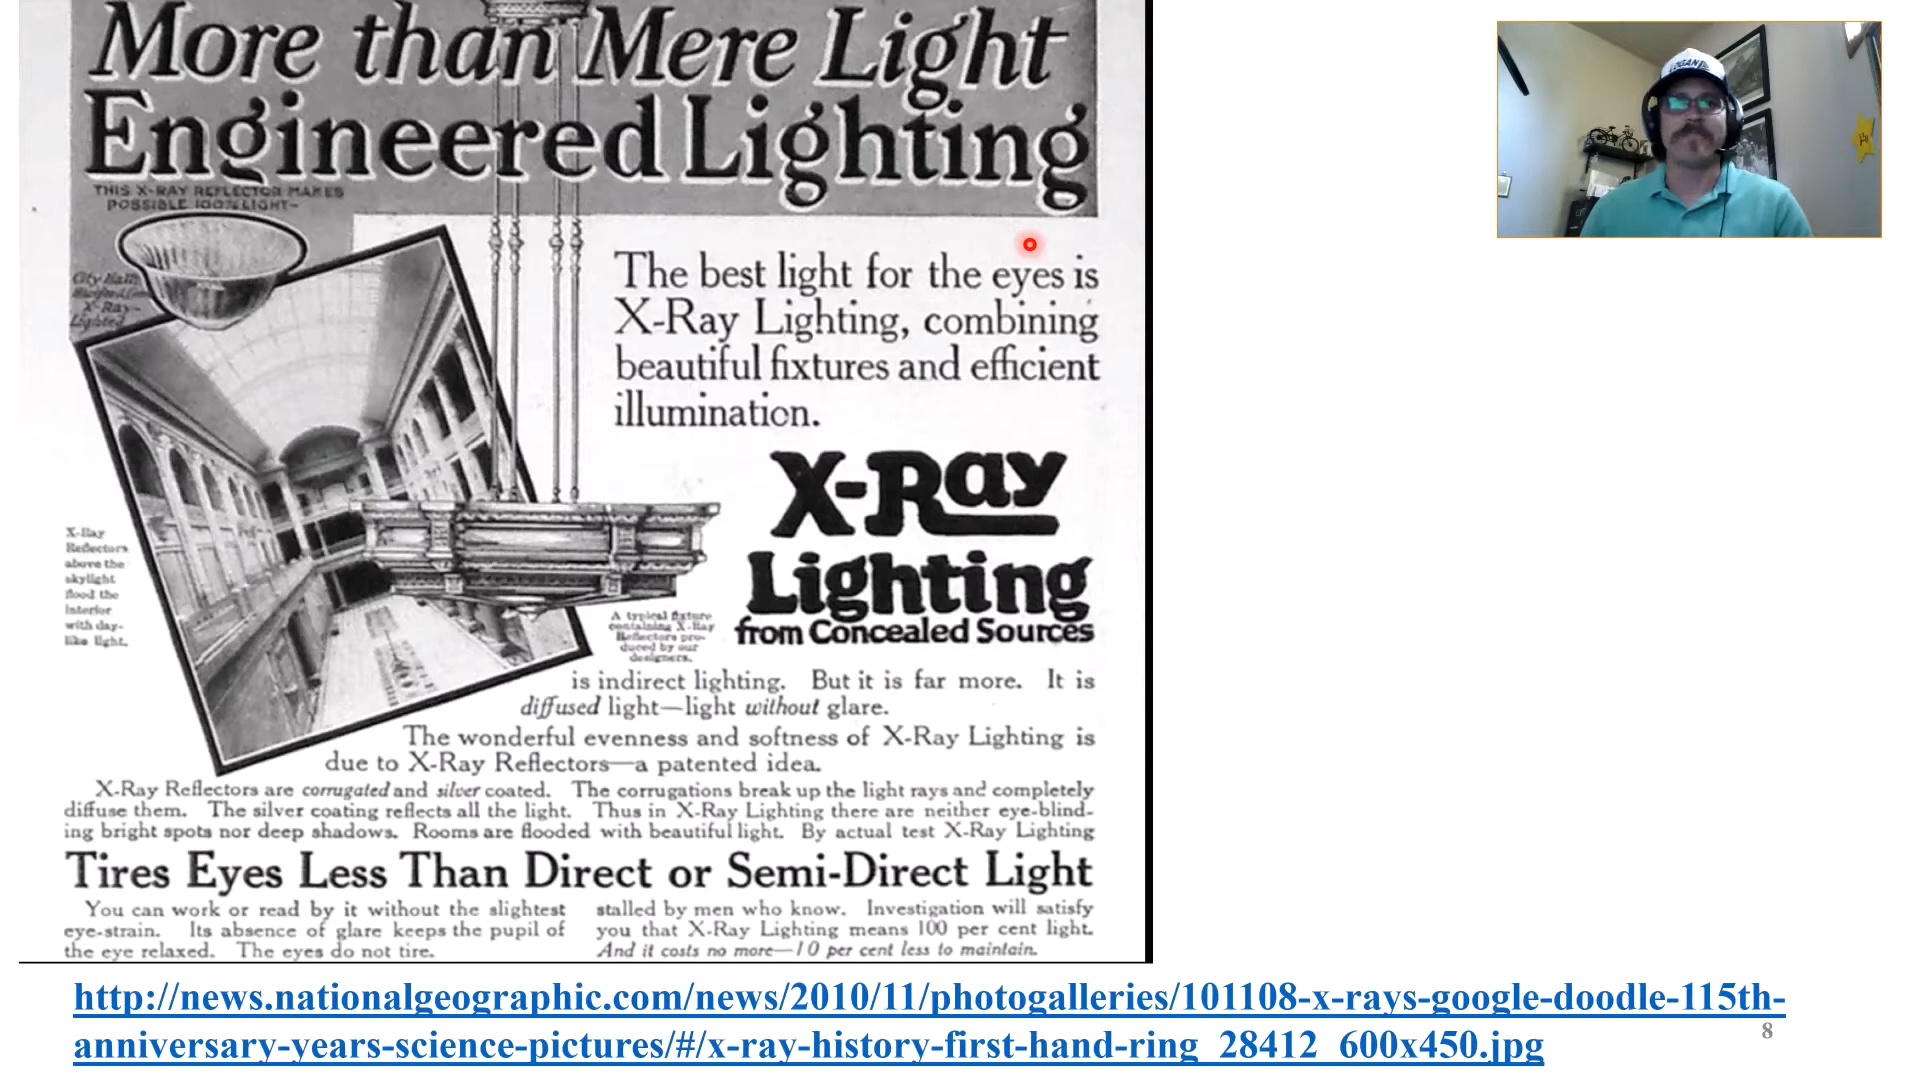 More than Mere Light
Engineered Lighting
THIS X-RAY REFLECTOR MAKES
POSSIBLE 100% LIGHT-
City Hall
X-Ray-
Lighted
The best light for the eyes is
X-Ray Lighting, combining
beautiful fixtures and efficient
illumination.
X-Ray
Lighting
from Concealed Sources
X-Ray
Reflectors
above the
skylight
flood the
interior
with day-
like light.
A typical fixture
containing X-Ray
Reflectors pro-
duced by our
designers.
is indirect lighting. But it is far more. It is
diffused light—light without glare.
The wonderful evenness and softness of X-Ray Lighting is
due to X-Ray Reflectors—a patented idea.
X-Ray Reflectors are corrugated and silver coated. The corrugations break up the light rays and completely
diffuse them. The silver coating reflects all the light. Thus in X-Ray Lighting there are neither eye-blind-
ing bright spots nor deep shadows. Rooms are flooded with beautiful light. By actual test X-Ray Lighting
Tires Eyes Less Than Direct or Semi-Direct Light
You can work or read by it without the slightest
eye-strain. Its absence of glare keeps the pupil of
the eye relaxed. The eyes do not tire.
stalled by men who know. Investigation will satisfy
you that X-Ray Lighting means 100 per cent light.
And it costs no more—10 per cent less to maintain.
http://news.nationalgeographic.com/news/2010/11/photogalleries/101108-x-rays-google-doodle-115th-
anniversary-years-science-pictures/#/x-ray-history-first-hand-ring_28412_600x450.jpg
8
LOGAN